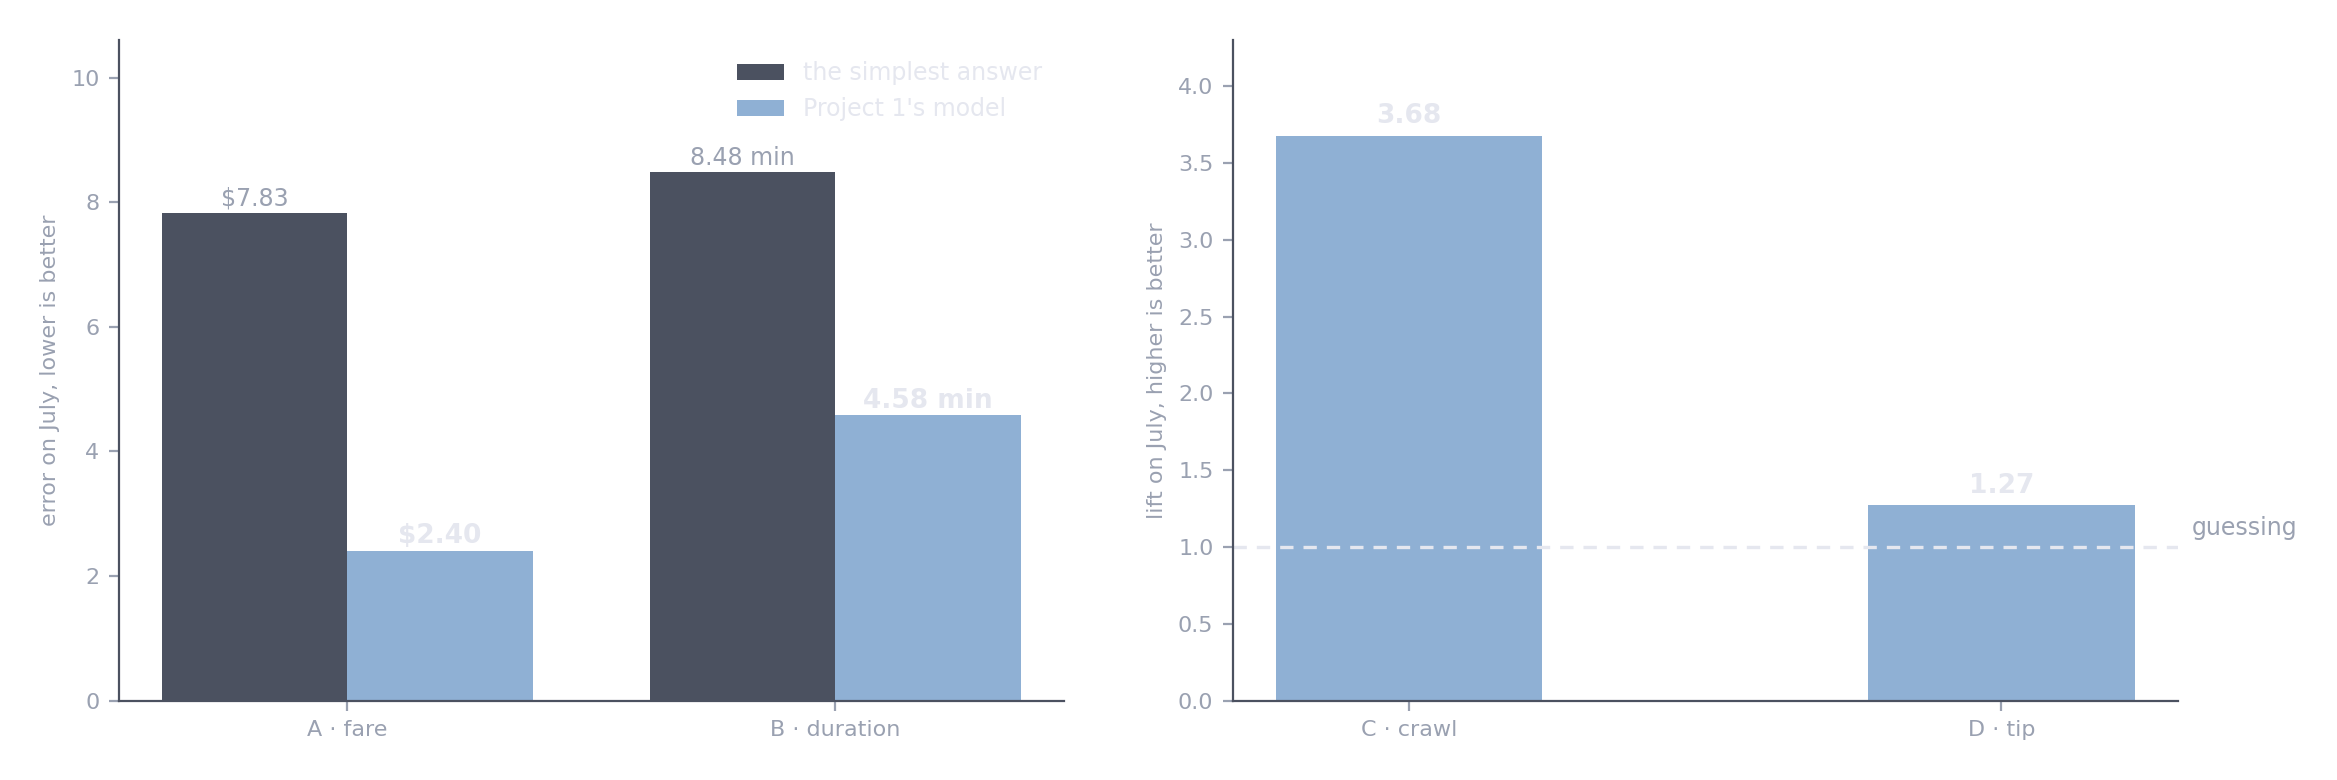 error on July, lower is better
10
8
6
4
2
0
the simplest answer
Project 1's model
$7.83
$2.40
8.48 min
4.58 min
A · fare
B · duration
lift on July, higher is better
4.0
3.5
3.0
2.5
2.0
1.5
1.0
0.5
0.0
3.68
1.27
guessing
C · crawl
D · tip